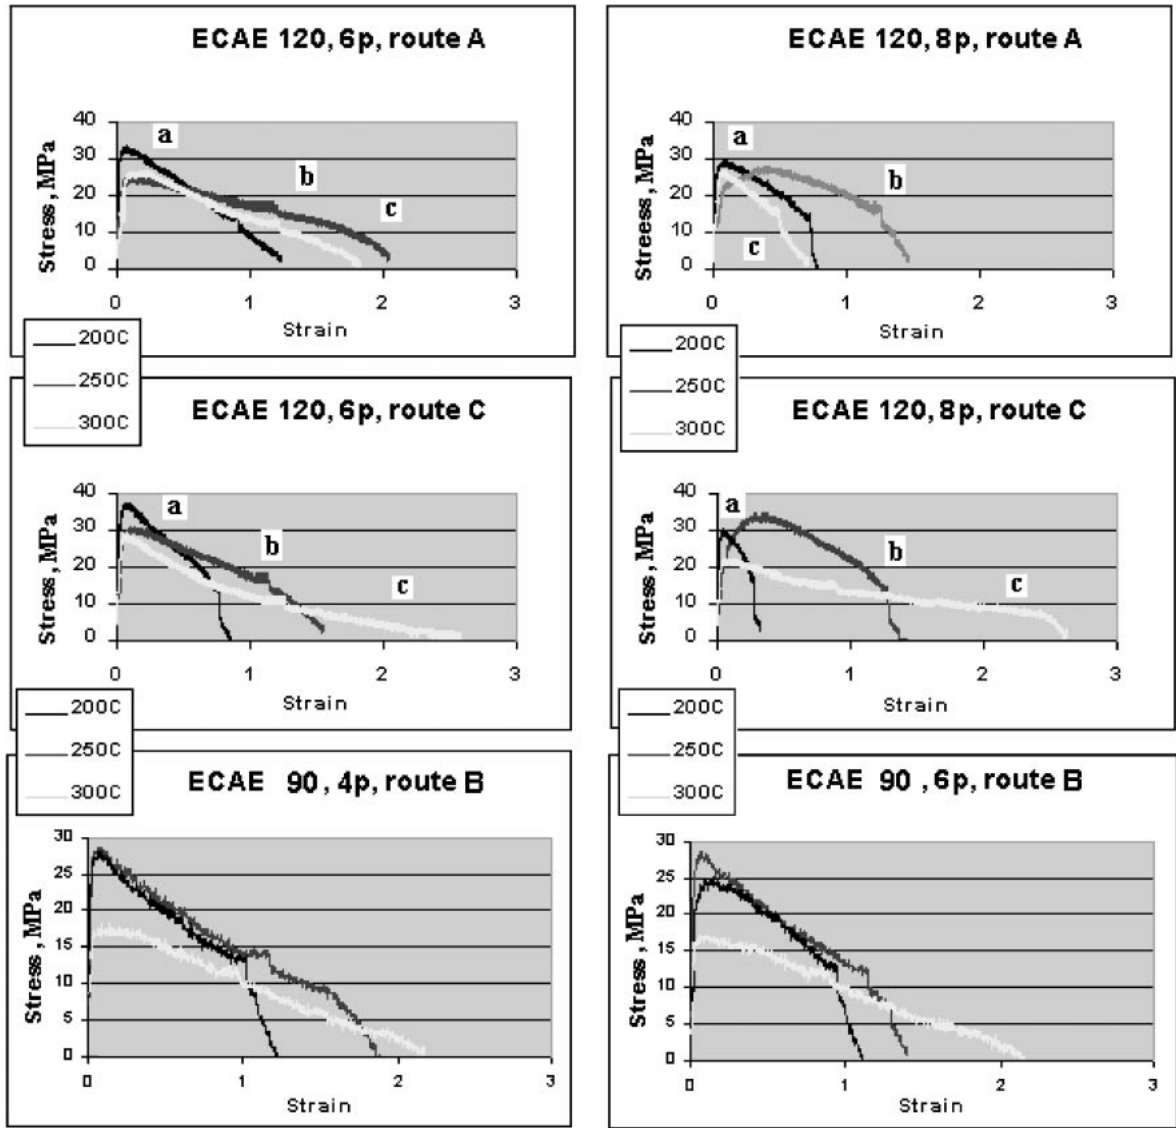 ECAE 120, 6p, route A
a
b
c
40
30
20
10
0
Stress, MPa
0 1 2 3
Strain
200C
250C
300C
ECAE 120, 8p, route A
a
b
c
40
30
20
10
0
Streess, MPa
0 1 2 3
Strain
200C
250C
300C
ECAE 120, 6p, route C
a
b
c
40
30
20
10
0
Stress, MPa
0 1 2 3
Strain
200C
250C
300C
ECAE 120, 8p, route C
a
b
c
40
30
20
10
0
Stress, MPa
0 1 2 3
Strain
200C
250C
300C
ECAE 90, 4p, route B
30
25
20
15
10
5
0
Stress, MPa
0 1 2 3
Strain
ECAE 90, 6p, route B
30
25
20
15
10
5
0
Stress, MPa
0 1 2 3
Strain